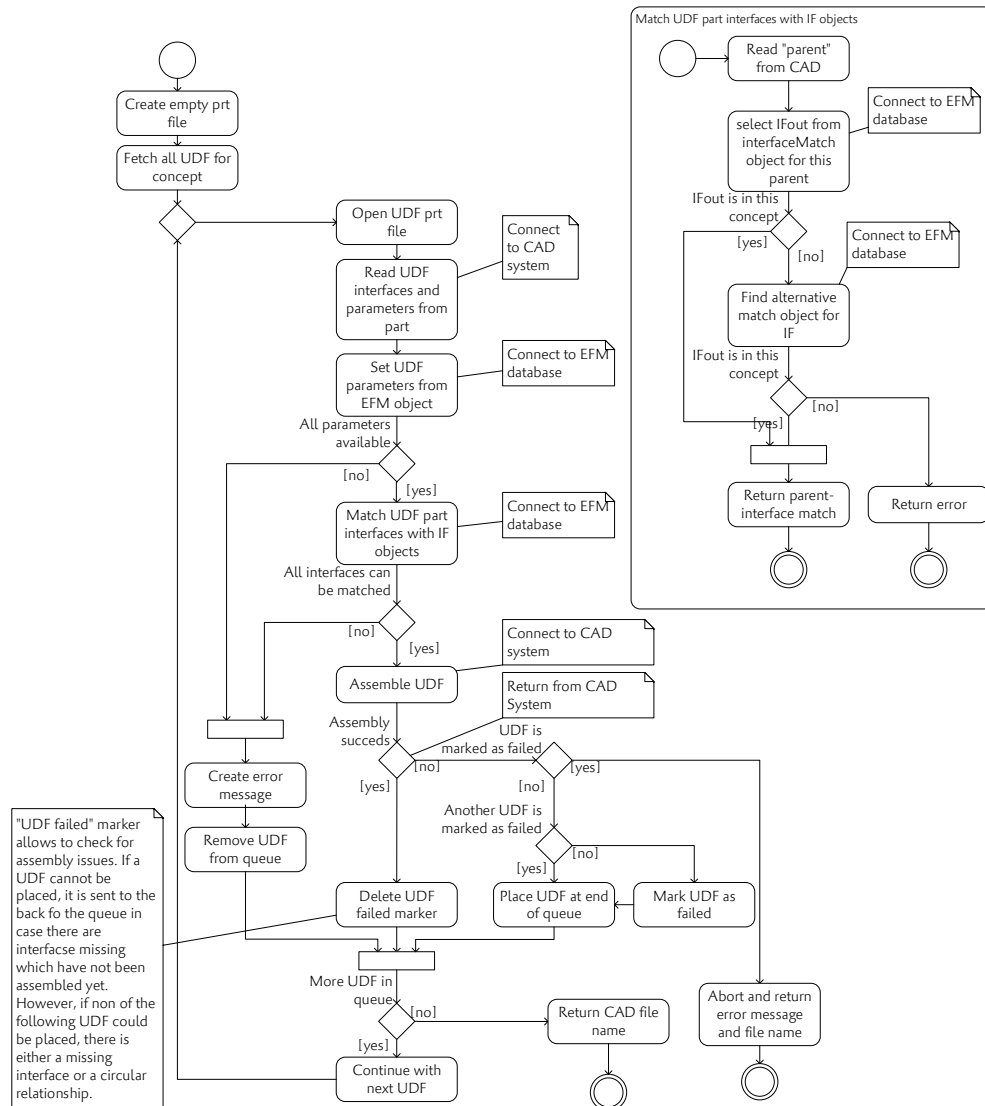 Match UDF part interfaces with IF objects
Read "parent"
from CAD
Connect to EFM
database
select IFout from
interfaceMatch
object for this
parent
IFout is in this
concept
[yes]
[no]
Connect to EFM
database
Find alternative
match object for
IF
IFout is in this
concept
[no]
[yes]
Return parent-
interface match
Return error
Create empty prt
file
Fetch all UDF for
concept
Open UDF prt
file
Connect
to CAD
system
Read UDF
interfaces and
parameters from
part
Set UDF
parameters from
EFM object
Connect to EFM
database
All parameters
available
[no]
[yes]
Match UDF part
interfaces with IF
objects
Connect to EFM
database
All interfaces can
be matched
[no]
[yes]
Connect to CAD
system
Assemble UDF
Return from CAD
System
Assembly
succeds
[no]
[yes]
UDF is
marked as failed
[yes]
[no]
Create error
message
Another UDF is
marked as failed
[no]
[yes]
Remove UDF
from queue
Delete UDF
failed marker
Place UDF at end
of queue
Mark UDF as
failed
"UDF failed" marker
allows to check for
assembly issues. If a
UDF cannot be
placed, it is sent to the
back fo the queue in
case there are
interfacse missing
which have not been
assembled yet.
However, if non of the
following UDF could
be placed, there is
either a missing
interface or a circular
relationship.
More UDF in
queue
[no]
[yes]
Return CAD file
name
Abort and return
error message
and file name
Continue with
next UDF